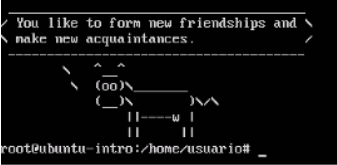 You like to form new friendships and
make new acquaintances.
root@ubuntu-intro:/home/usuario# _